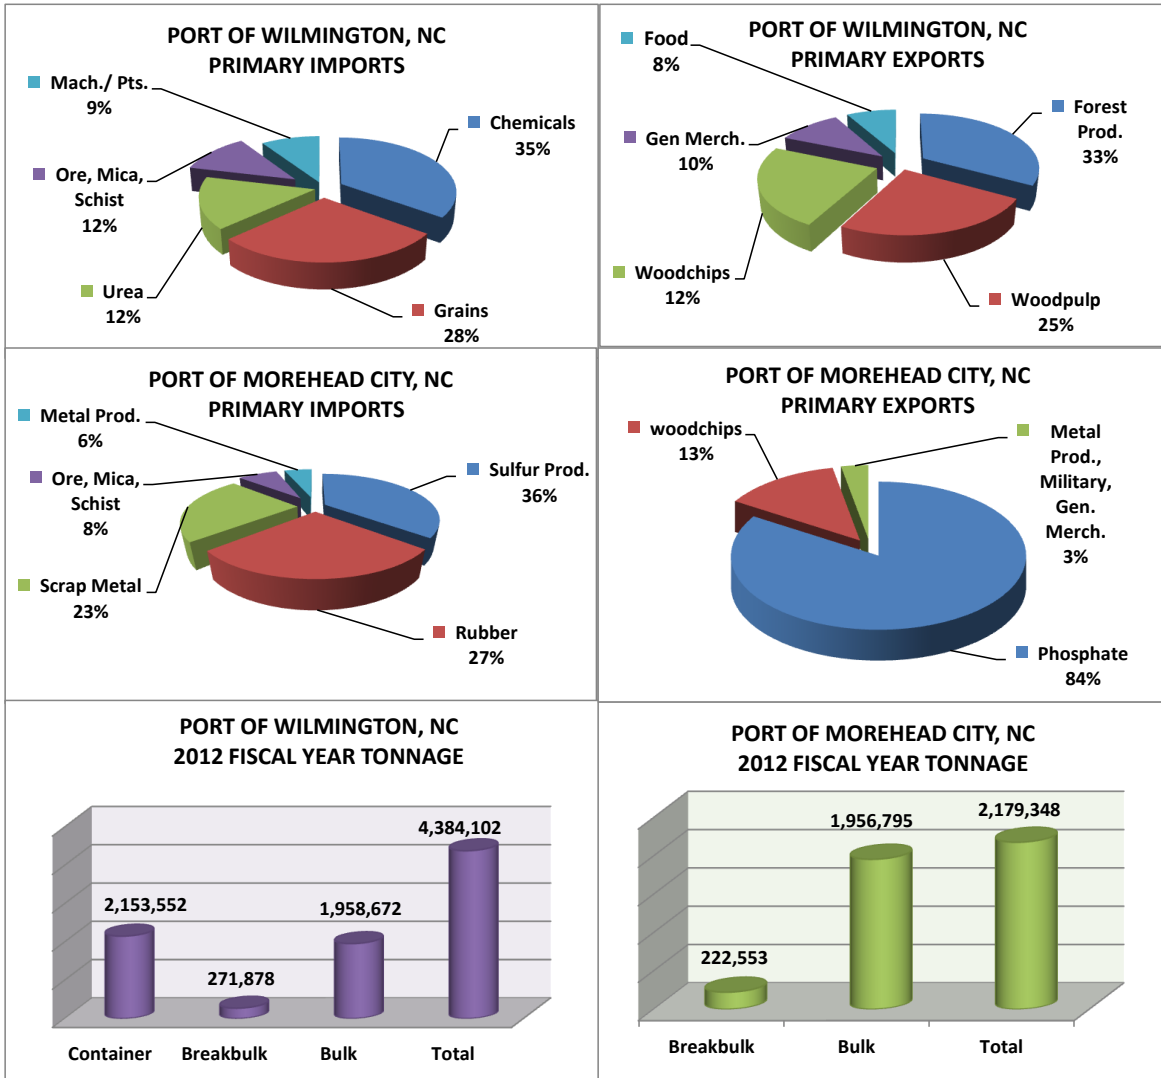 PORT OF WILMINGTON, NC
PRIMARY IMPORTS
Mach./ Pts.
9%
Chemicals
35%
Ore, Mica,
Schist
12%
Urea
12%
Grains
28%
PORT OF WILMINGTON, NC
PRIMARY EXPORTS
Food
8%
Forest
Prod.
33%
Gen Merch.
10%
Woodchips
12%
Woodpulp
25%
PORT OF MOREHEAD CITY, NC
PRIMARY IMPORTS
Metal Prod.
6%
Sulfur Prod.
36%
Ore, Mica,
Schist
8%
Scrap Metal
23%
Rubber
27%
PORT OF MOREHEAD CITY, NC
PRIMARY EXPORTS
woodchips
13%
Metal
Prod.,
Military,
Gen.
Merch.
3%
Phosphate
84%
PORT OF WILMINGTON, NC
2012 FISCAL YEAR TONNAGE
4,384,102
2,153,552
1,958,672
271,878
Container Breakbulk Bulk Total
PORT OF MOREHEAD CITY, NC
2012 FISCAL YEAR TONNAGE
2,179,348
1,956,795
222,553
Breakbulk Bulk Total